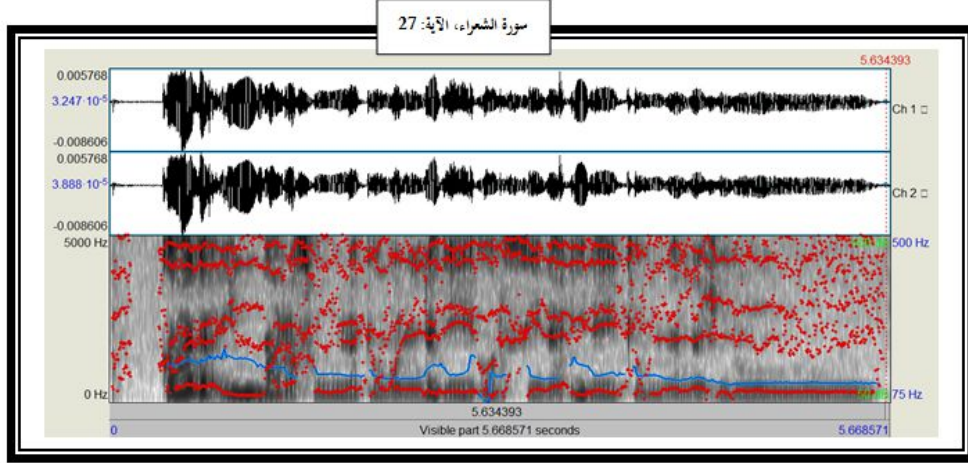 سورة الشعراء، الآية: 27
5.634393
0.005768
3.247·10-5
-0.008606
Ch 1
0.005768
3.888·10-5
-0.008606
Ch 2
5000 Hz
500 Hz
0 Hz
75 Hz
5.634393
0
Visible part 5.668571 seconds
5.668571